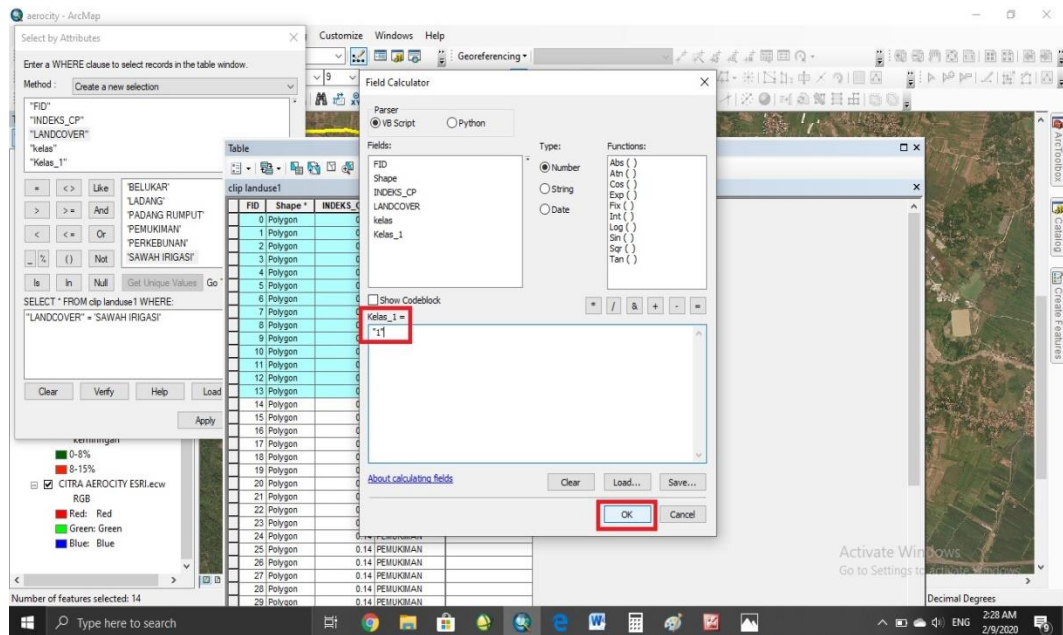 aerocity - ArcMap
Customize Windows Help
Georeferencing
9
Select by Attributes
Enter a WHERE clause to select records in the table window.
Method : Create a new selection
"FID"
"INDEKS_CP"
"LANDCOVER"
"kelas"
"Kelas_1"
= < > Like
> > = And
< < = Or
_ % () Not
Is In Null Get Unique Values Go
'BELUKAR'
'LADANG'
'PADANG RUMPUT'
'PEMUKIMAN'
'PERKEBUNAN'
'SAWAH IRIGASI'
SELECT * FROM clip landuse1 WHERE:
"LANDCOVER" = 'SAWAH IRIGASI'
Clear Verify Help Load
Apply
0-8%
8-15%
CITRA AEROCITY ESRI.ecw
RGB
Red: Red
Green: Green
Blue: Blue
Number of features selected: 14
Table
clip landuse1
FID Shape *
0 Polygon
1 Polygon
2 Polygon
3 Polygon
4 Polygon
5 Polygon
6 Polygon
7 Polygon
8 Polygon
9 Polygon
10 Polygon
11 Polygon
12 Polygon
13 Polygon
14 Polygon
15 Polygon
16 Polygon
17 Polygon
18 Polygon
19 Polygon
20 Polygon
21 Polygon
22 Polygon
23 Polygon
24 Polygon 0.14 PEMUKIMAN
25 Polygon 0.14 PEMUKIMAN
26 Polygon 0.14 PEMUKIMAN
27 Polygon 0.14 PEMUKIMAN
28 Polygon 0.14 PEMUKIMAN
29 Polygon 0.14 PEMUKIMAN
Field Calculator
Parser
VB Script Python
Fields:
FID
Shape
INDEKS_CP
LANDCOVER
kelas
Kelas_1
Type:
Number
String
Date
Functions:
Abs ( )
Atn ( )
Cos ( )
Exp ( )
Fix ( )
Int ( )
Log ( )
Sin ( )
Sqr ( )
Tan ( )
Show Codeblock
* / & + - =
Kelas_1 =
"1"
About calculating fields
Clear Load... Save...
OK Cancel
ArcToolbox
Catalog
Create Features
Activate Windows
Go to Settings to activate Windows.
Decimal Degrees
Type here to search
ENG
2:28 AM
2/9/2020